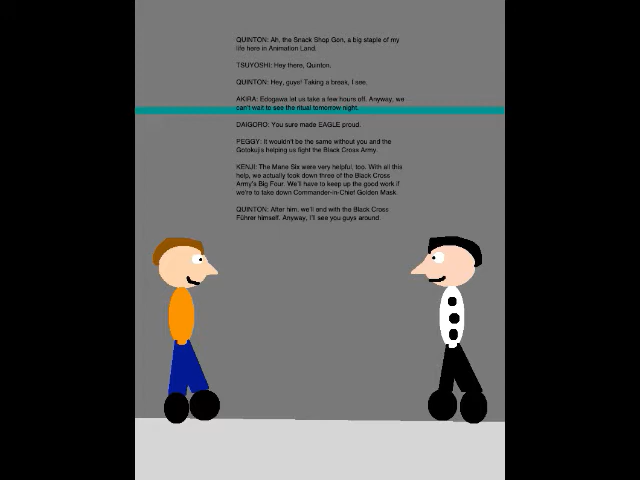 QUINTON: Ah, the Snack Shop Gon, a big staple of my
life here in Animation Land.
TSUYOSHI: Hey there, Quinton.
QUINTON: Hey, guys! Taking a break, I see.
AKIRA: Edogawa let us take a few hours off. Anyway, we
can't wait to see the ritual tomorrow night.
DAIGORO: You sure made EAGLE proud.
PEGGY: It wouldn't be the same without you and the
Gotokujis helping us fight the Black Cross Army.
KENJI: The Mane Six were very helpful, too. With all this
help, we actually took down three of the Black Cross
Army's Big Four. We'll have to keep up the good work if
we're to take down Commander-in-Chief Golden Mask.
QUINTON: After him, we'll end with the Black Cross
Führer himself. Anyway, I'll see you guys around.